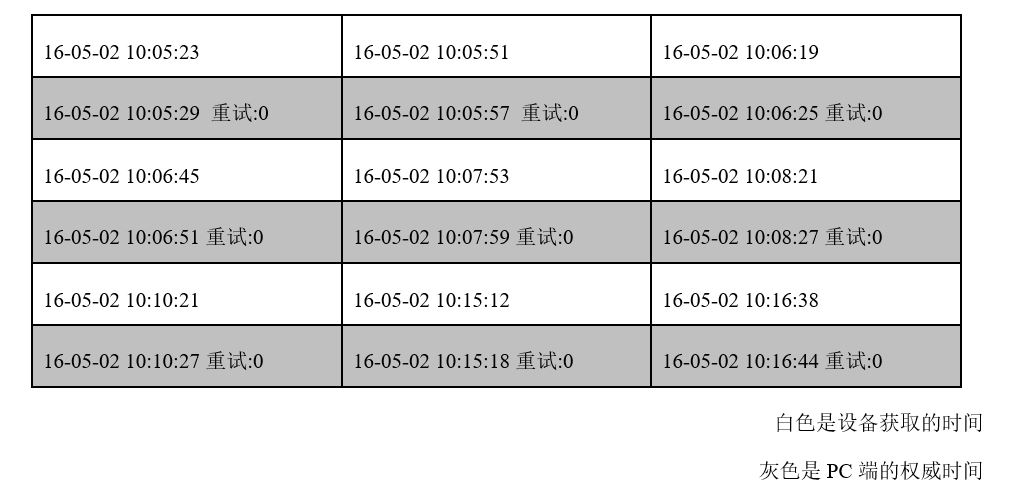 16-05-02 10:05:23 16-05-02 10:05:51 16-05-02 10:06:19
16-05-02 10:05:29 重试:0 16-05-02 10:05:57 重试:0 16-05-02 10:06:25 重试:0
16-05-02 10:06:45 16-05-02 10:07:53 16-05-02 10:08:21
16-05-02 10:06:51 重试:0 16-05-02 10:07:59 重试:0 16-05-02 10:08:27 重试:0
16-05-02 10:10:21 16-05-02 10:15:12 16-05-02 10:16:38
16-05-02 10:10:27 重试:0 16-05-02 10:15:18 重试:0 16-05-02 10:16:44 重试:0
白色是设备获取的时间
灰色是 PC 端的权威时间